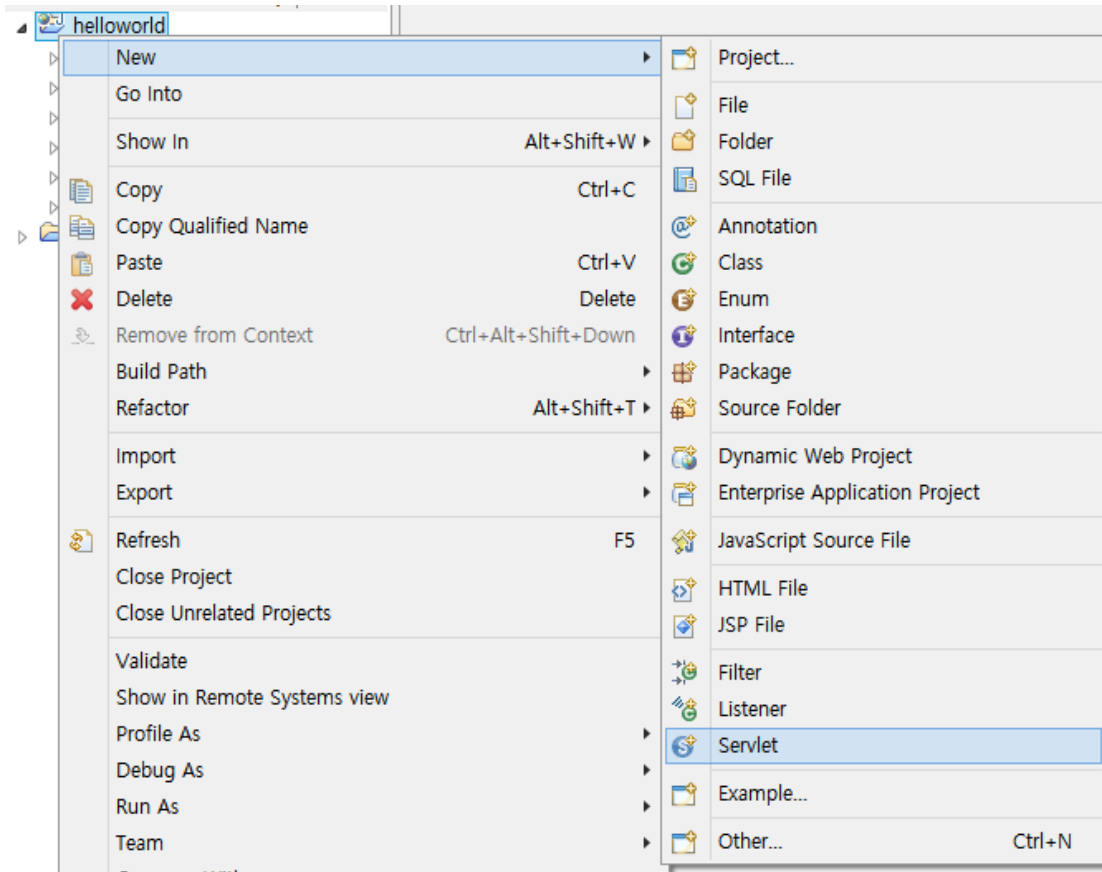 helloworld
New
Go Into
Show In Alt+Shift+W
Copy Ctrl+C
Copy Qualified Name
Paste Ctrl+V
Delete Delete
Remove from Context Ctrl+Alt+Shift+Down
Build Path
Refactor Alt+Shift+T
Import
Export
Refresh F5
Close Project
Close Unrelated Projects
Validate
Show in Remote Systems view
Profile As
Debug As
Run As
Team
Project...
File
Folder
SQL File
Annotation
Class
Enum
Interface
Package
Source Folder
Dynamic Web Project
Enterprise Application Project
JavaScript Source File
HTML File
JSP File
Filter
Listener
Servlet
Example...
Other... Ctrl+N